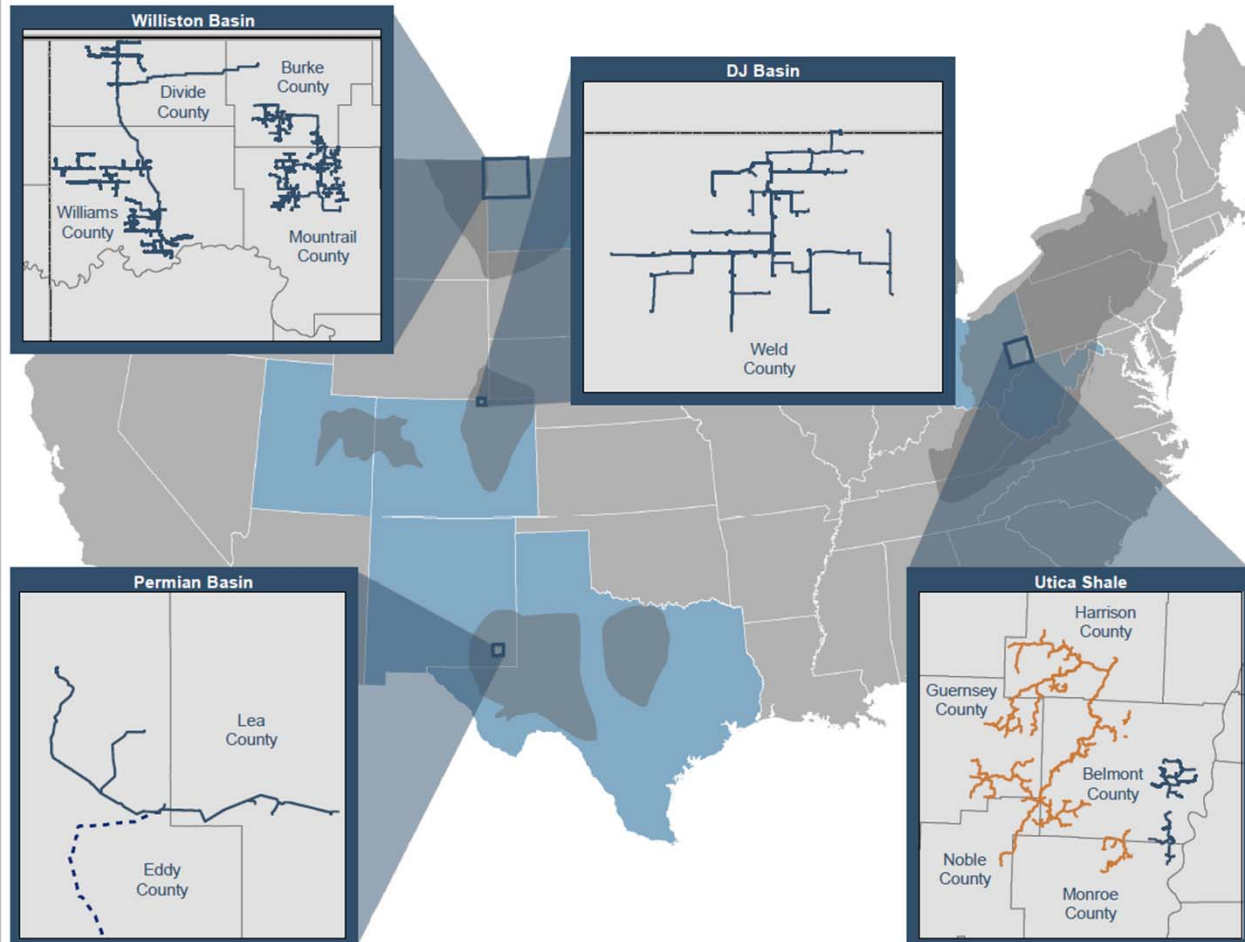 Williston Basin
Burke
County
Divide
County
Williams
County
Mountrail
County
DJ Basin
Weld
County
Permian Basin
Lea
County
Eddy
County
Utica Shale
Harrison
County
Guernsey
County
Belmont
County
Noble
County
Monroe
County